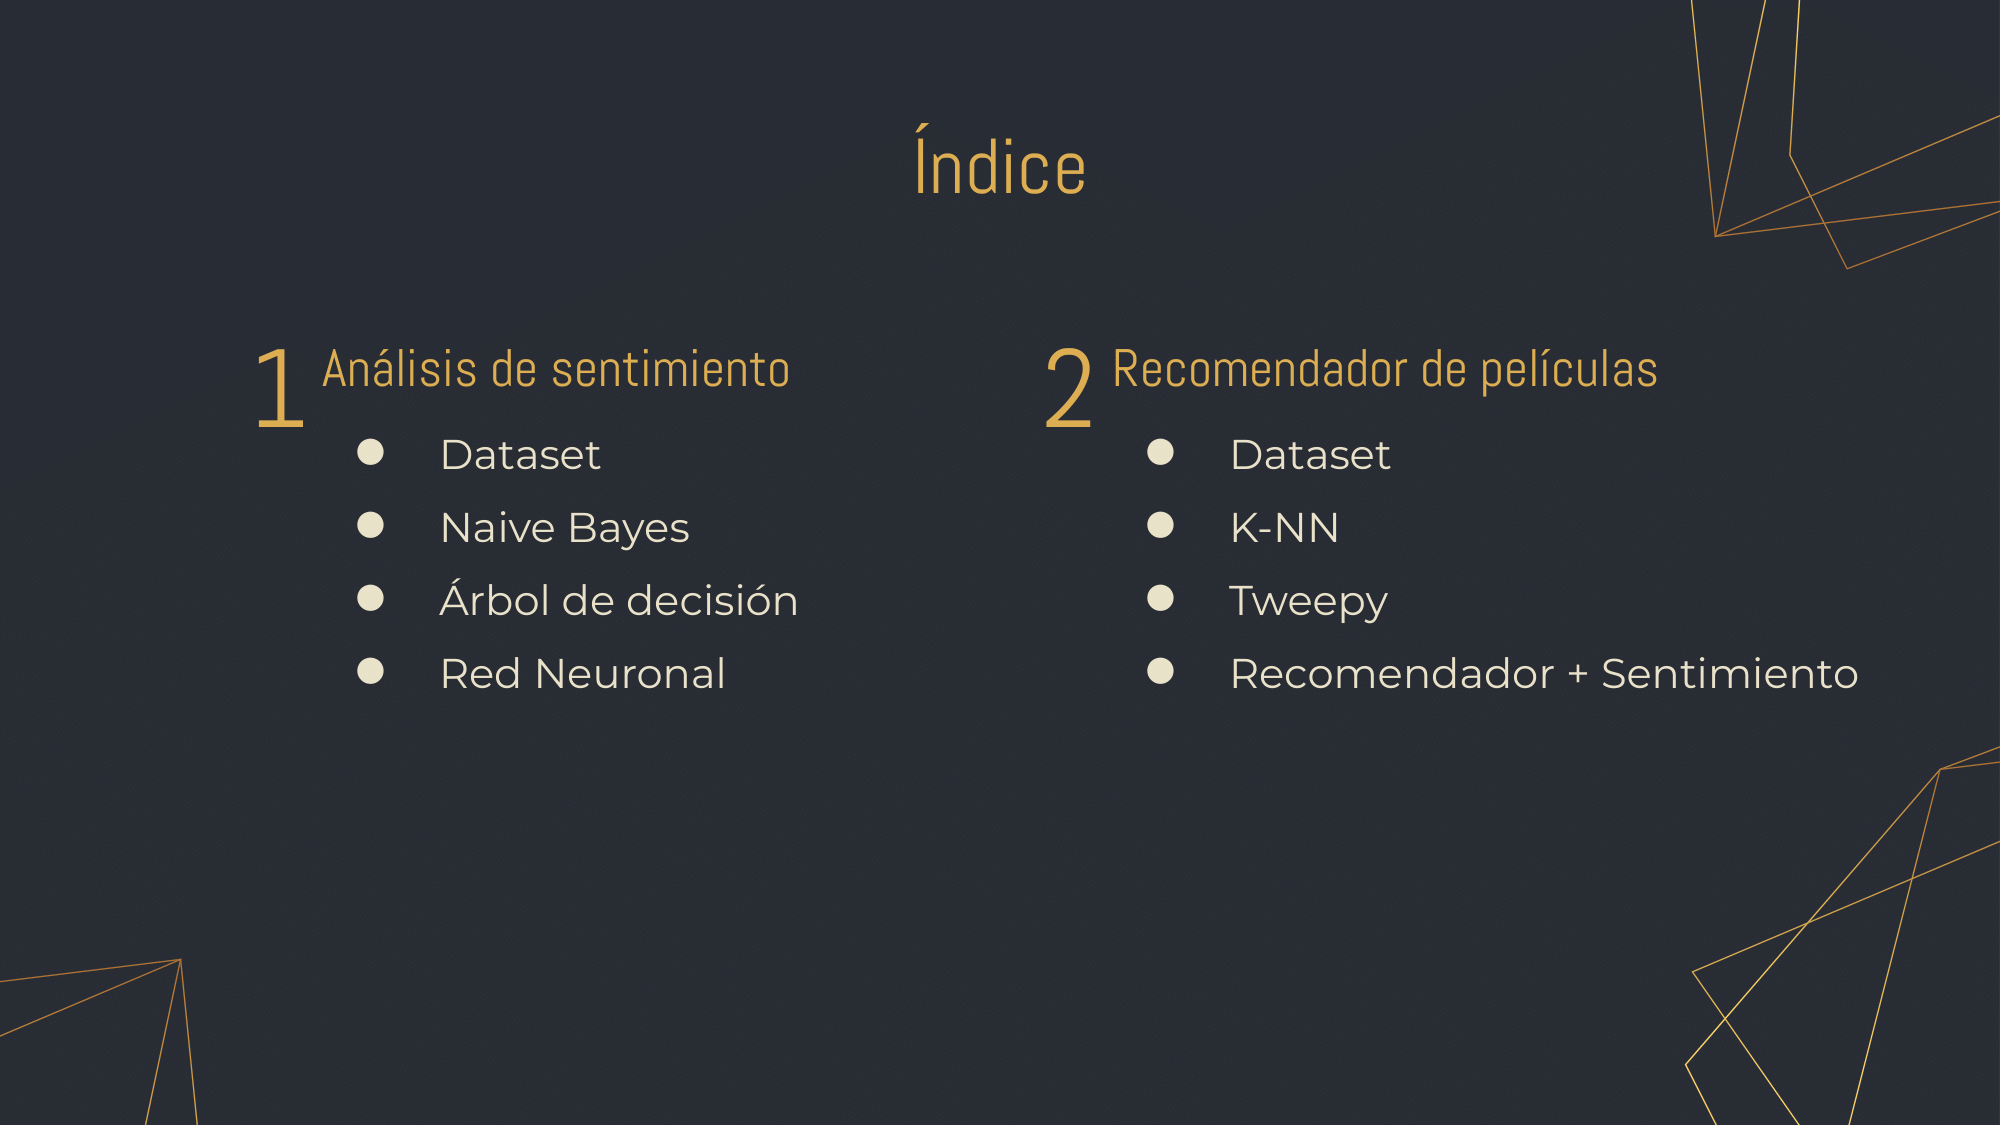 Índice
1 Análisis de sentimiento
● Dataset
● Naive Bayes
● Árbol de decisión
● Red Neuronal
2 Recomendador de películas
● Dataset
● K-NN
● Tweepy
● Recomendador + Sentimiento